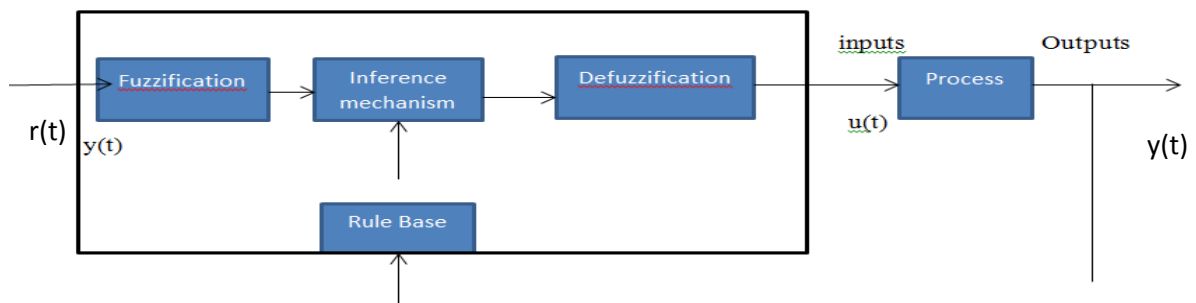 inputs
Outputs
Fuzzification
Inference
mechanism
Defuzzification
Process
r(t)
y(t)
u(t)
y(t)
Rule Base